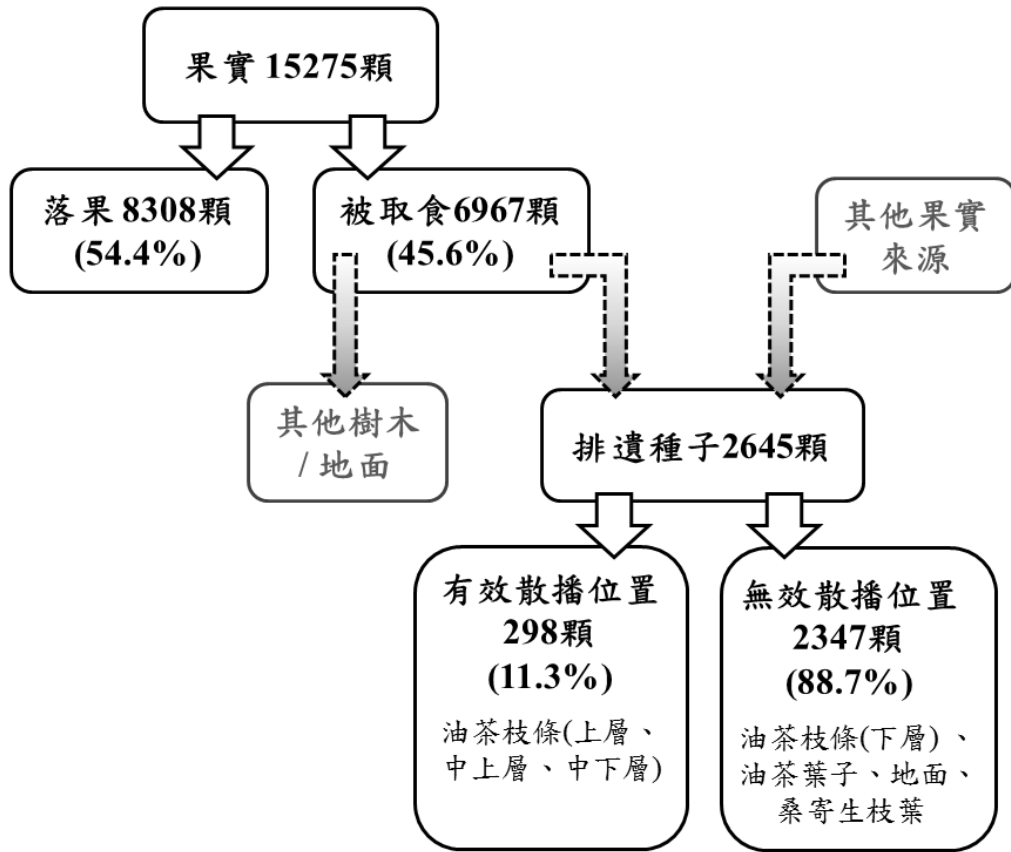 果實 15275顆
落果 8308顆
(54.4%)
被取食6967顆
(45.6%)
其他果實
來源
其他樹木
/ 地面
排遺種子2645顆
有效散播位置
298顆
(11.3%)
油茶枝條(上層、
中上層、中下層)
無效散播位置
2347顆
(88.7%)
油茶枝條(下層)、
油茶葉子、地面、
桑寄生枝葉